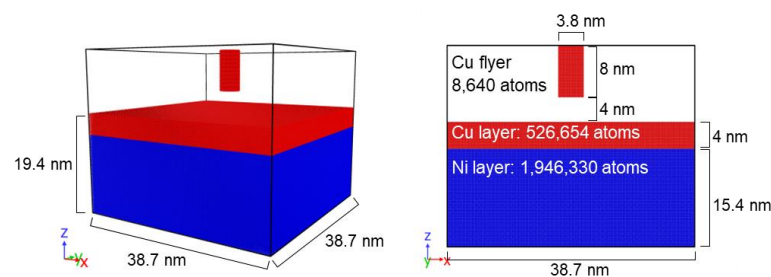 19.4 nm
38.7 nm
38.7 nm
z
y
x
3.8 nm
Cu flyer
8,640 atoms
8 nm
4 nm
Cu layer: 526,654 atoms
4 nm
Ni layer: 1,946,330 atoms
15.4 nm
z
y
x
38.7 nm